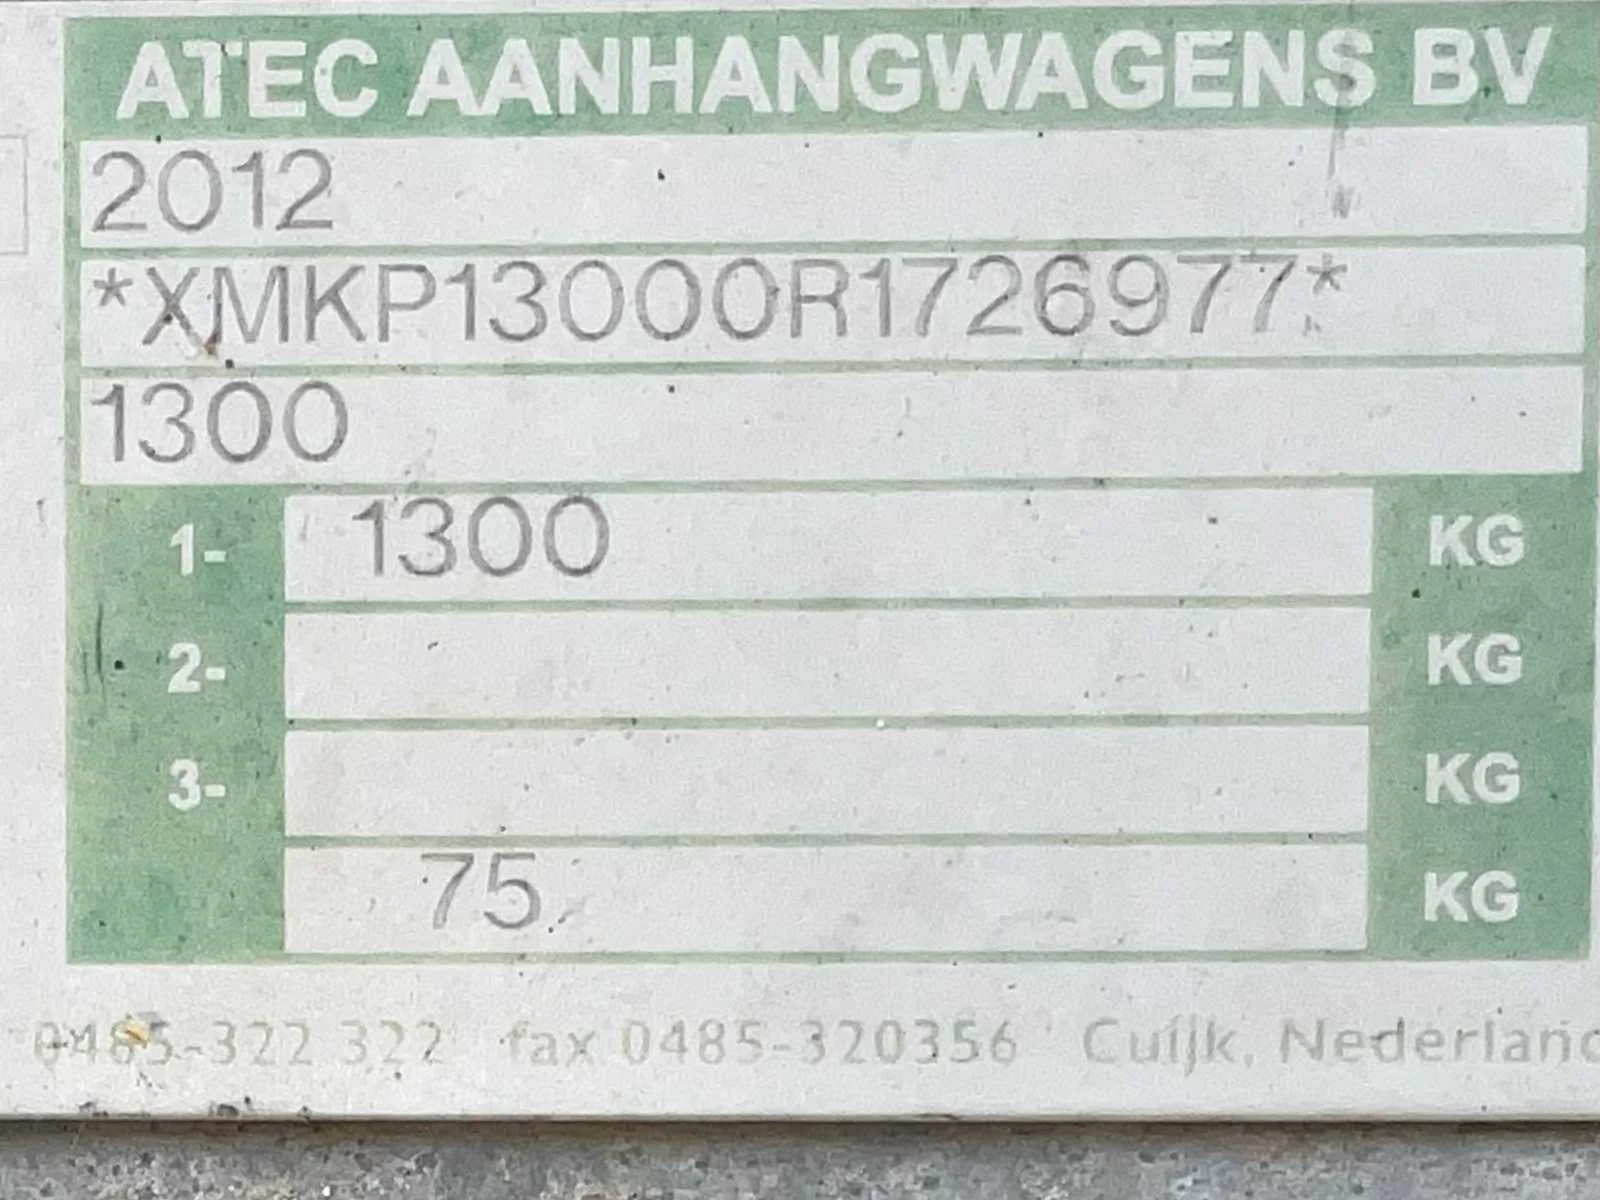 ATEC AANHANGWAGENS BV
2012
*XMKP13000R1726977*
1300
1- 1300 KG
2- KG
3- KG
75 KG
0485-322 322 fax 0485-320356 Cuijk, Nederland